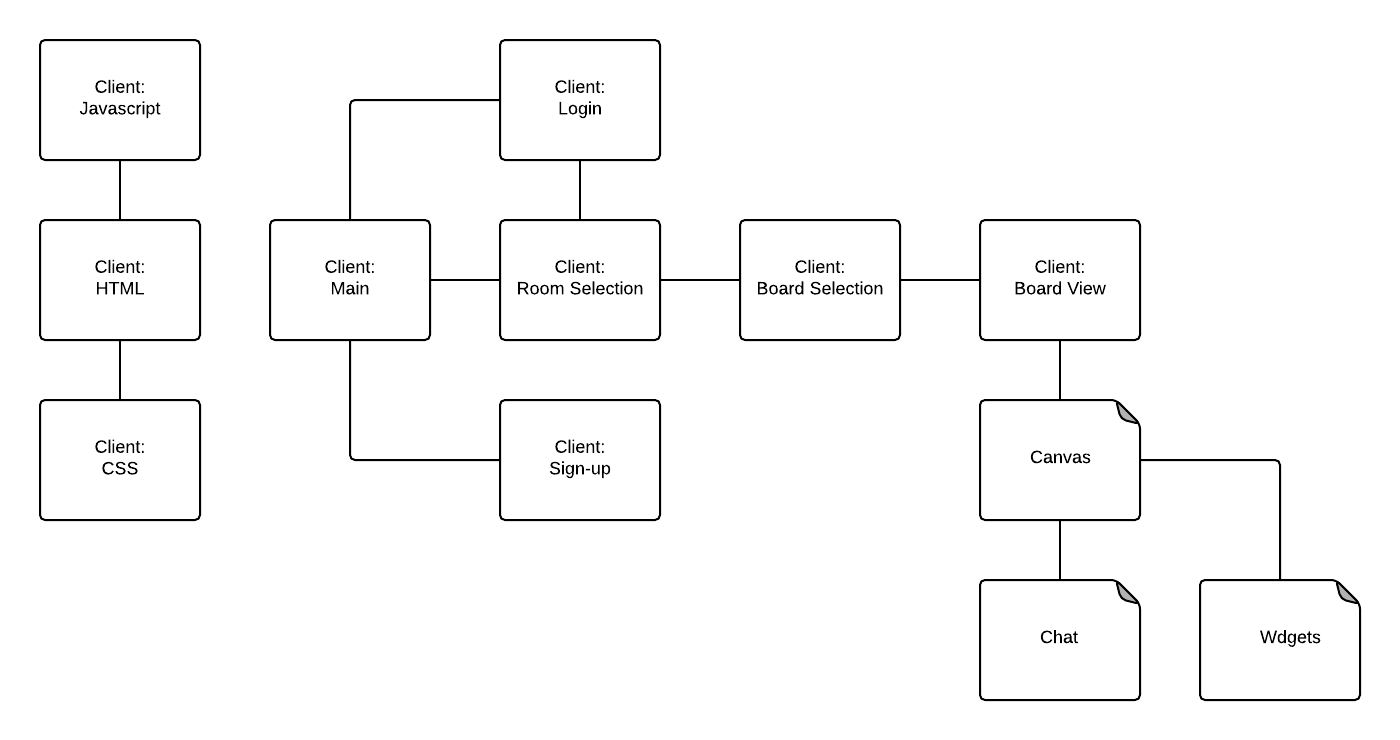 Client:
Javascript
Client:
Login
Client:
HTML
Client:
Main
Client:
Room Selection
Client:
Board Selection
Client:
Board View
Client:
CSS
Client:
Sign-up
Canvas
Chat
Wdgets